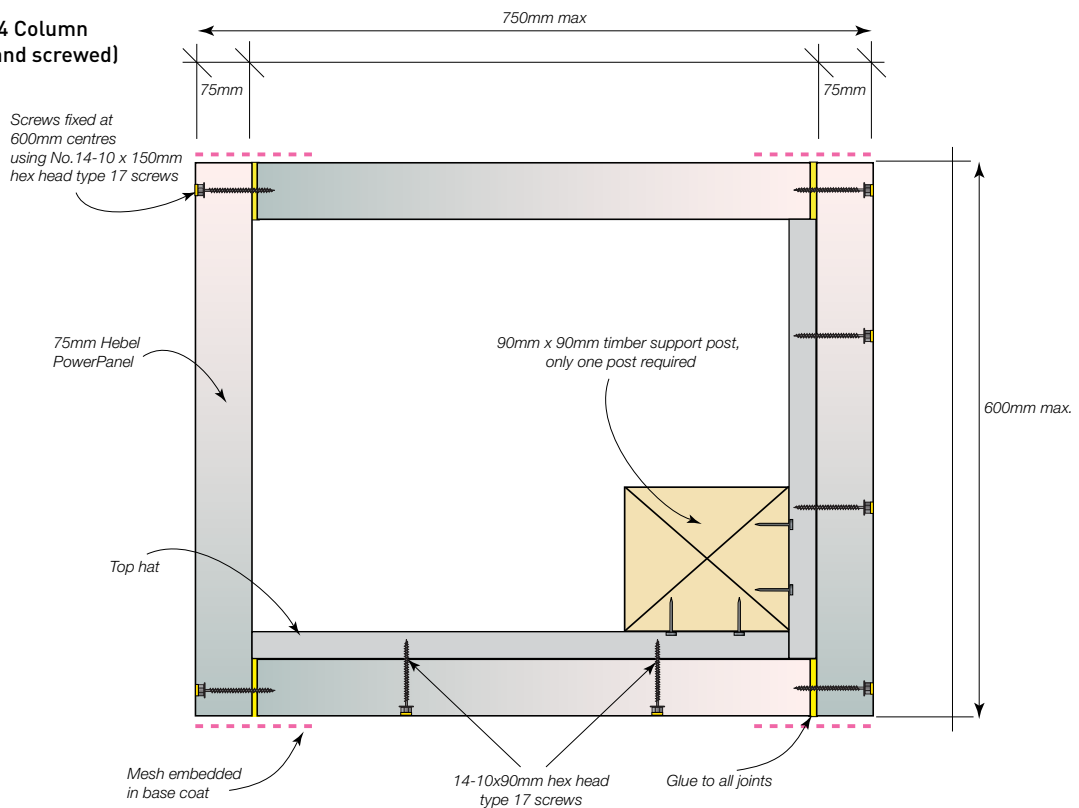 4 Column
and screwed)
750mm max
75mm
75mm
Screws fixed at
600mm centres
using No.14-10 x 150mm
hex head type 17 screws
75mm Hebel
PowerPanel
90mm x 90mm timber support post,
only one post required
600mm max.
Top hat
Mesh embedded
in base coat
14-10x90mm hex head
type 17 screws
Glue to all joints